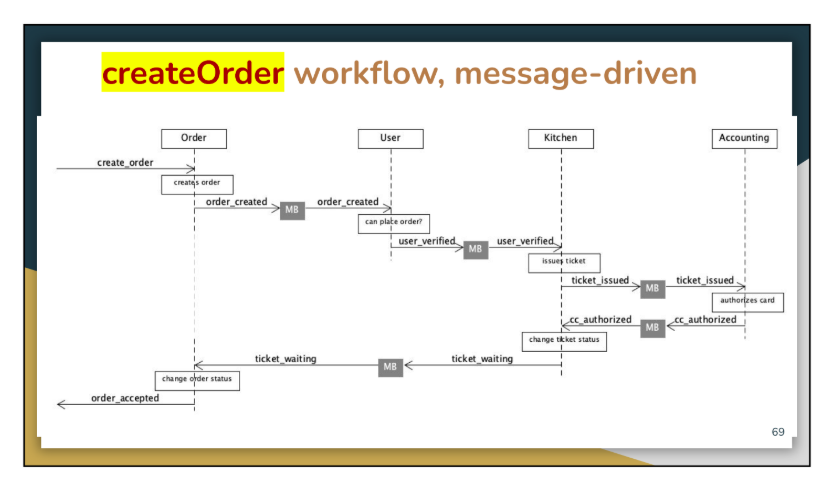 createOrder workflow, message-driven
Order User Kitchen Accounting
create_order
creates order
order_created MB order_created
can place order?
user_verified MB user_verified
issues ticket
ticket_issued MB ticket_issued
authorizes card
cc_authorized MB cc_authorized
change ticket status
ticket_waiting MB ticket_waiting
change order status
order_accepted
69